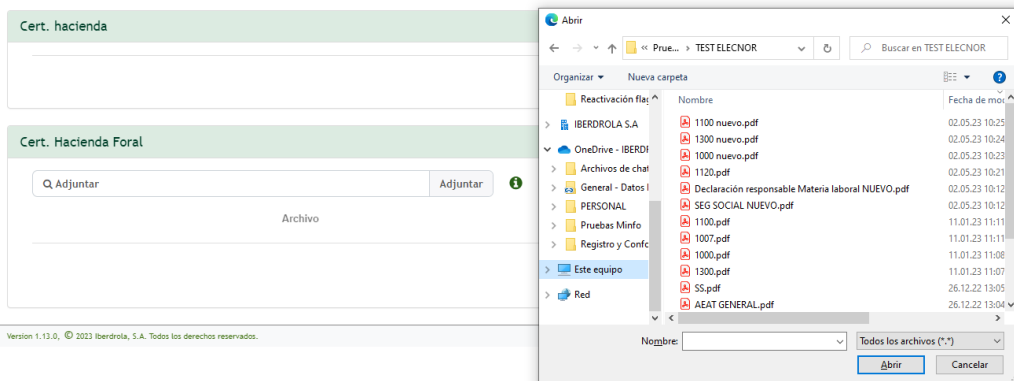 Cert. hacienda
Cert. Hacienda Foral
Adjuntar Adjuntar
Archivo
Version 1.13.0, © 2023 Iberdrola, S.A. Todos los derechos reservados.
Abrir
« Prue... > TEST ELECNOR
Buscar en TEST ELECNOR
Organizar Nueva carpeta
Reactivación
IBERDROLA S.A
OneDrive - IBERDR
Archivos de chat
General - Datos
PERSONAL
Pruebas Minfo
Registro y Confo
Este equipo
Red
Nombre Fecha de mod
1100 nuevo.pdf 02.05.23 10:25
1300 nuevo.pdf 02.05.23 10:24
1000 nuevo.pdf 02.05.23 10:23
1120.pdf 02.05.23 10:21
Declaración responsable Materia laboral NUEVO.pdf 02.05.23 10:12
SEG SOCIAL NUEVO.pdf 02.05.23 10:12
1100.pdf 11.01.23 11:11
1007.pdf 11.01.23 11:11
1000.pdf 11.01.23 11:08
1300.pdf 11.01.23 11:07
SS.pdf 26.12.22 13:05
AEAT GENERAL.pdf 26.12.22 13:04
Nombre: Todos los archivos (*.*)
Abrir Cancelar